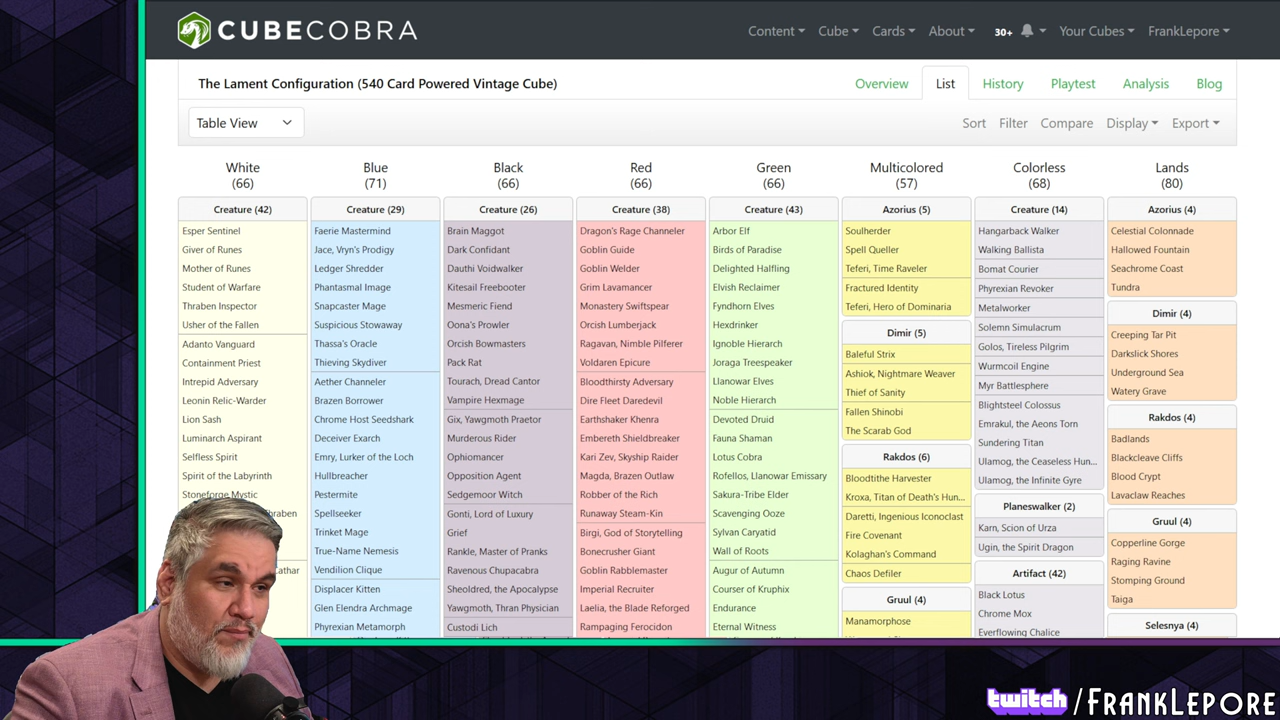 CUBECOBRA
Content Cube Cards About 30+ Your Cubes FrankLepore
The Lament Configuration (540 Card Powered Vintage Cube)
Overview List History Playtest Analysis Blog
Table View
Sort Filter Compare Display Export
White
(66)
Creature (42)
Esper Sentinel
Giver of Runes
Mother of Runes
Student of Warfare
Thraben Inspector
Usher of the Fallen
Adanto Vanguard
Containment Priest
Intrepid Adversary
Leonin Relic-Warder
Lion Sash
Luminarch Aspirant
Selfless Spirit
Spirit of the Labyrinth
Stoneforge Mystic
hraben
athar
Blue
(71)
Creature (29)
Faerie Mastermind
Jace, Vryn's Prodigy
Ledger Shredder
Phantasmal Image
Snapcaster Mage
Suspicious Stowaway
Thassa's Oracle
Thieving Skydiver
Aether Channeler
Brazen Borrower
Chrome Host Seedshark
Deceiver Exarch
Emry, Lurker of the Loch
Hullbreacher
Pestermite
Spellseeker
Trinket Mage
True-Name Nemesis
Vendilion Clique
Displacer Kitten
Glen Elendra Archmage
Phyrexian Metamorph
Black
(66)
Creature (26)
Brain Maggot
Dark Confidant
Dauthi Voidwalker
Kitesail Freebooter
Mesmeric Fiend
Oona's Prowler
Orcish Bowmasters
Pack Rat
Tourach, Dread Cantor
Vampire Hexmage
Gix, Yawgmoth Praetor
Murderous Rider
Ophiomancer
Opposition Agent
Sedgemoor Witch
Gonti, Lord of Luxury
Grief
Rankle, Master of Pranks
Ravenous Chupacabra
Sheoldred, the Apocalypse
Yawgmoth, Thran Physician
Custodi Lich
Red
(66)
Creature (38)
Dragon's Rage Channeler
Goblin Guide
Goblin Welder
Grim Lavamancer
Monastery Swiftspear
Orcish Lumberjack
Ragavan, Nimble Pilferer
Voldaren Epicure
Bloodthirsty Adversary
Dire Fleet Daredevil
Earthshaker Khenra
Embereth Shieldbreaker
Kari Zev, Skyship Raider
Magda, Brazen Outlaw
Robber of the Rich
Runaway Steam-Kin
Birgi, God of Storytelling
Bonecrusher Giant
Goblin Rabblemaster
Imperial Recruiter
Laelia, the Blade Reforged
Rampaging Ferocidon
Green
(66)
Creature (43)
Arbor Elf
Birds of Paradise
Delighted Halfling
Elvish Reclaimer
Fyndhorn Elves
Hexdrinker
Ignoble Hierarch
Joraga Treespeaker
Llanowar Elves
Noble Hierarch
Devoted Druid
Fauna Shaman
Lotus Cobra
Rofellos, Llanowar Emissary
Sakura-Tribe Elder
Scavenging Ooze
Sylvan Caryatid
Wall of Roots
Augur of Autumn
Courser of Kruphix
Endurance
Eternal Witness
Multicolored
(57)
Azorius (5)
Soulherder
Spell Queller
Teferi, Time Raveler
Fractured Identity
Teferi, Hero of Dominaria
Dimir (5)
Baleful Strix
Ashiok, Nightmare Weaver
Thief of Sanity
Fallen Shinobi
The Scarab God
Rakdos (6)
Bloodtithe Harvester
Kroxa, Titan of Death's Hun...
Daretti, Ingenious Iconoclast
Fire Covenant
Kolaghan's Command
Chaos Defiler
Gruul (4)
Manamorphose
Colorless
(68)
Creature (14)
Hangarback Walker
Walking Ballista
Bomat Courier
Phyrexian Revoker
Metalworker
Solemn Simulacrum
Golos, Tireless Pilgrim
Wurmcoil Engine
Myr Battlesphere
Blightsteel Colossus
Emrakul, the Aeons Torn
Sundering Titan
Ulamog, the Ceaseless Hun...
Ulamog, the Infinite Gyre
Planeswalker (2)
Karn, Scion of Urza
Ugin, the Spirit Dragon
Artifact (42)
Black Lotus
Chrome Mox
Everflowing Chalice
Lands
(80)
Azorius (4)
Celestial Colonnade
Hallowed Fountain
Seachrome Coast
Tundra
Dimir (4)
Creeping Tar Pit
Darkslick Shores
Underground Sea
Watery Grave
Rakdos (4)
Badlands
Blackcleave Cliffs
Blood Crypt
Lavaclaw Reaches
Gruul (4)
Copperline Gorge
Raging Ravine
Stomping Ground
Taiga
Selesnya (4)
twitch/FRANKLEPORE